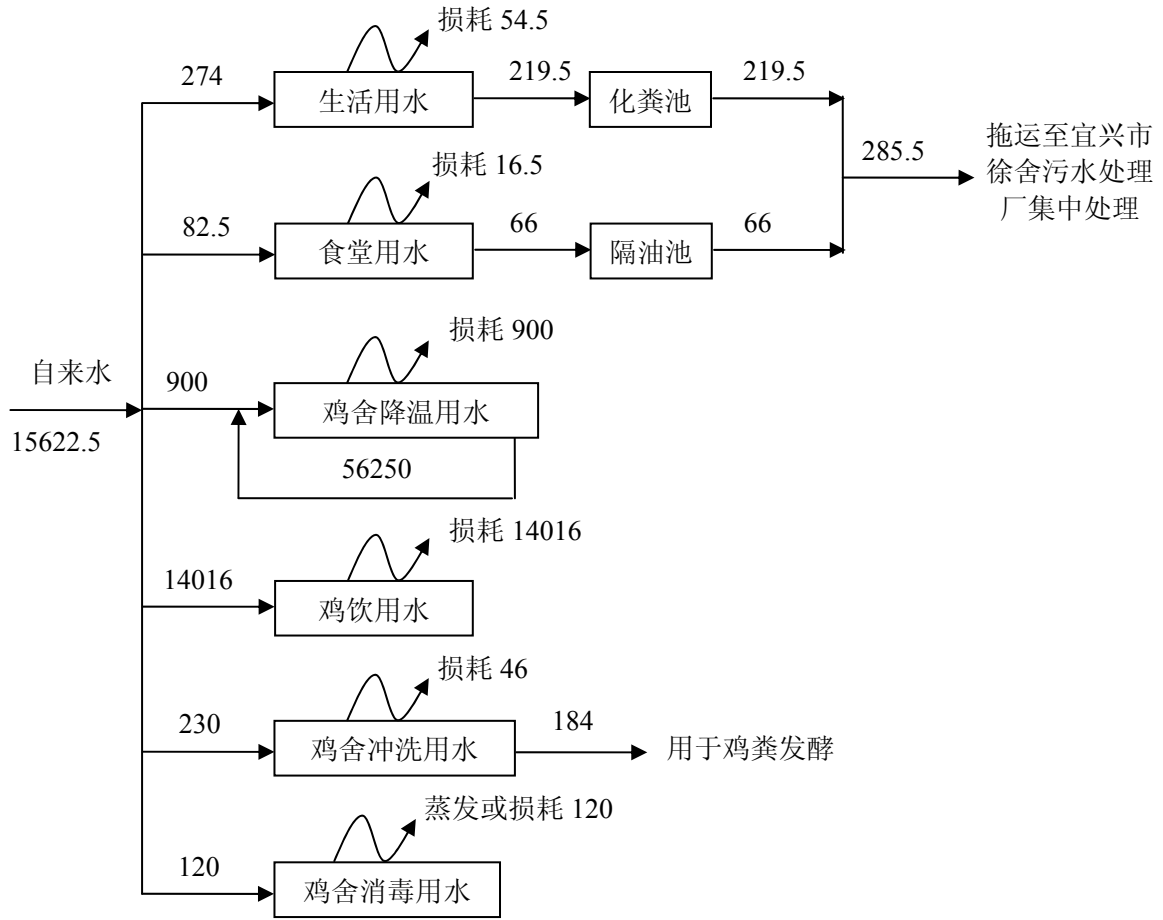 损耗 54.5
274
生活用水
219.5
化粪池
219.5
285.5
拖运至宜兴市
徐舍污水处理
厂集中处理
损耗 16.5
82.5
食堂用水
66
隔油池
66
自来水
15622.5
损耗 900
900
鸡舍降温用水
56250
损耗 14016
14016
鸡饮用水
损耗 46
230
鸡舍冲洗用水
184
用于鸡粪发酵
蒸发或损耗 120
120
鸡舍消毒用水